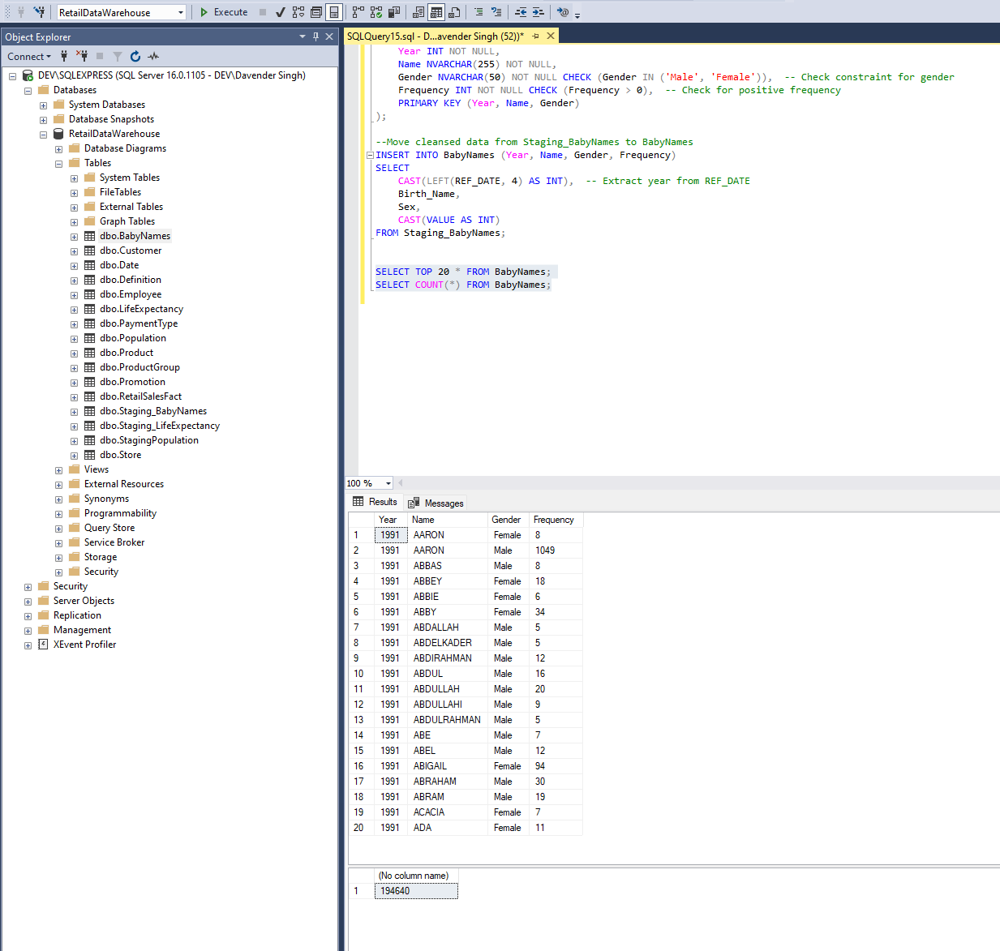 RetailDataWarehouse
Execute
Object Explorer
SQLQuery15.sql - D...avender Singh (52))*
Connect
DEV\SQLEXPRESS (SQL Server 16.0.1105 - DEV\Davender Singh)
Databases
System Databases
Database Snapshots
RetailDataWarehouse
Database Diagrams
Tables
System Tables
FileTables
External Tables
Graph Tables
dbo.BabyNames
dbo.Customer
dbo.Date
dbo.Definition
dbo.Employee
dbo.LifeExpectancy
dbo.PaymentType
dbo.Population
dbo.Product
dbo.ProductGroup
dbo.Promotion
dbo.RetailSalesFact
dbo.Staging_BabyNames
dbo.Staging_LifeExpectancy
dbo.StagingPopulation
dbo.Store
Views
External Resources
Synonyms
Programmability
Query Store
Service Broker
Storage
Security
Security
Server Objects
Replication
Management
XEvent Profiler
Year INT NOT NULL,
Name NVARCHAR(255) NOT NULL,
Gender NVARCHAR(50) NOT NULL CHECK (Gender IN ('Male', 'Female')),  -- Check constraint for gender
Frequency INT NOT NULL CHECK (Frequency > 0),  -- Check for positive frequency
PRIMARY KEY (Year, Name, Gender)
);
--Move cleansed data from Staging_BabyNames to BabyNames
INSERT INTO BabyNames (Year, Name, Gender, Frequency)
SELECT
CAST(LEFT(REF_DATE, 4) AS INT),  -- Extract year from REF_DATE
Birth_Name,
Sex,
CAST(VALUE AS INT)
FROM Staging_BabyNames;
SELECT TOP 20 * FROM BabyNames;
SELECT COUNT(*) FROM BabyNames;
100 %
Results Messages
Year Name Gender Frequency
1 1991 AARON Female 8
2 1991 AARON Male 1049
3 1991 ABBAS Male 8
4 1991 ABBEY Female 18
5 1991 ABBIE Female 6
6 1991 ABBY Female 34
7 1991 ABDALLAH Male 5
8 1991 ABDELKADER Male 5
9 1991 ABDIRAHMAN Male 12
10 1991 ABDUL Male 16
11 1991 ABDULLAH Male 20
12 1991 ABDULLAHI Male 9
13 1991 ABDULRAHMAN Male 5
14 1991 ABE Male 7
15 1991 ABEL Male 12
16 1991 ABIGAIL Female 94
17 1991 ABRAHAM Male 30
18 1991 ABRAM Male 19
19 1991 ACACIA Female 7
20 1991 ADA Female 11
(No column name)
1 194640